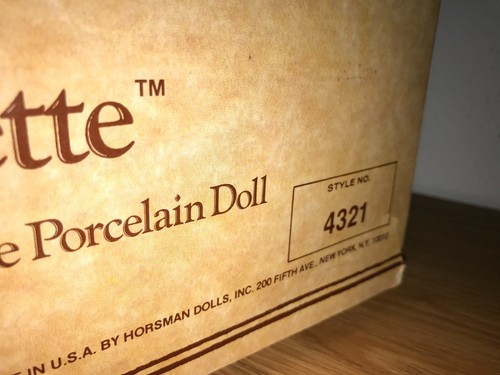 ette™
e Porcelain Doll
STYLE NO.
4321
IN U.S.A. BY HORSMAN DOLLS, INC. 200 FIFTH AVE., NEW YORK, N.Y.